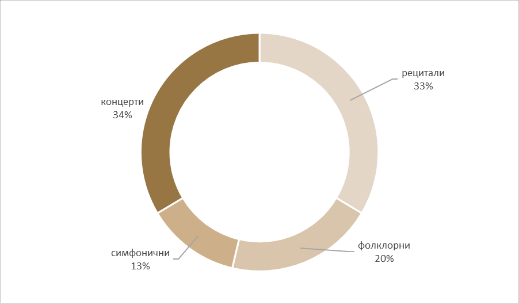 рецитали
33%
концерти
34%
фолклорни
20%
симфонични
13%